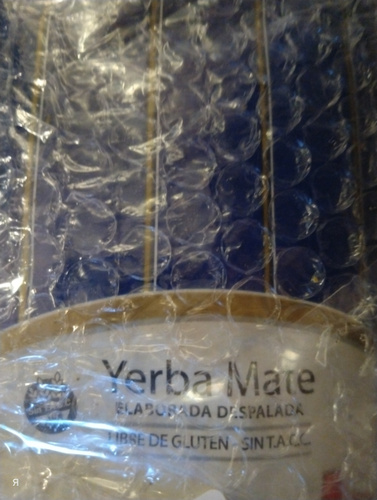 Yerba Mate
ELABORADA DESPALADA
LIBRE DE GLUTEN - SIN T.A.C.C.
Я